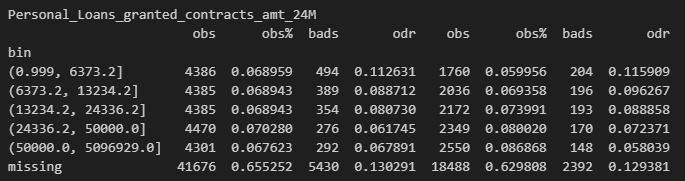 Personal_Loans_granted_contracts_amt_24M
obs obs% bads odr obs obs% bads odr
bin
(0.999, 6373.2] 4386 0.068959 494 0.112631 1760 0.059956 204 0.115909
(6373.2, 13234.2] 4385 0.068943 389 0.088712 2036 0.069358 196 0.096267
(13234.2, 24336.2] 4385 0.068943 354 0.080730 2172 0.073991 193 0.088858
(24336.2, 50000.0] 4470 0.070280 276 0.061745 2349 0.080020 170 0.072371
(50000.0, 5096929.0] 4301 0.067623 292 0.067891 2550 0.086868 148 0.058039
missing 41676 0.655252 5430 0.130291 18488 0.629808 2392 0.129381